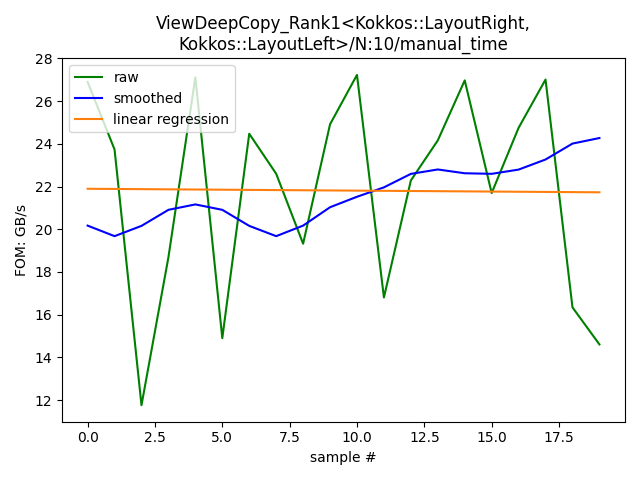 ViewDeepCopy_Rank1<Kokkos::LayoutRight,
Kokkos::LayoutLeft>/N:10/manual_time
raw
smoothed
linear regression
FOM: GB/s
28
26
24
22
20
18
16
14
12
0.0 2.5 5.0 7.5 10.0 12.5 15.0 17.5
sample #